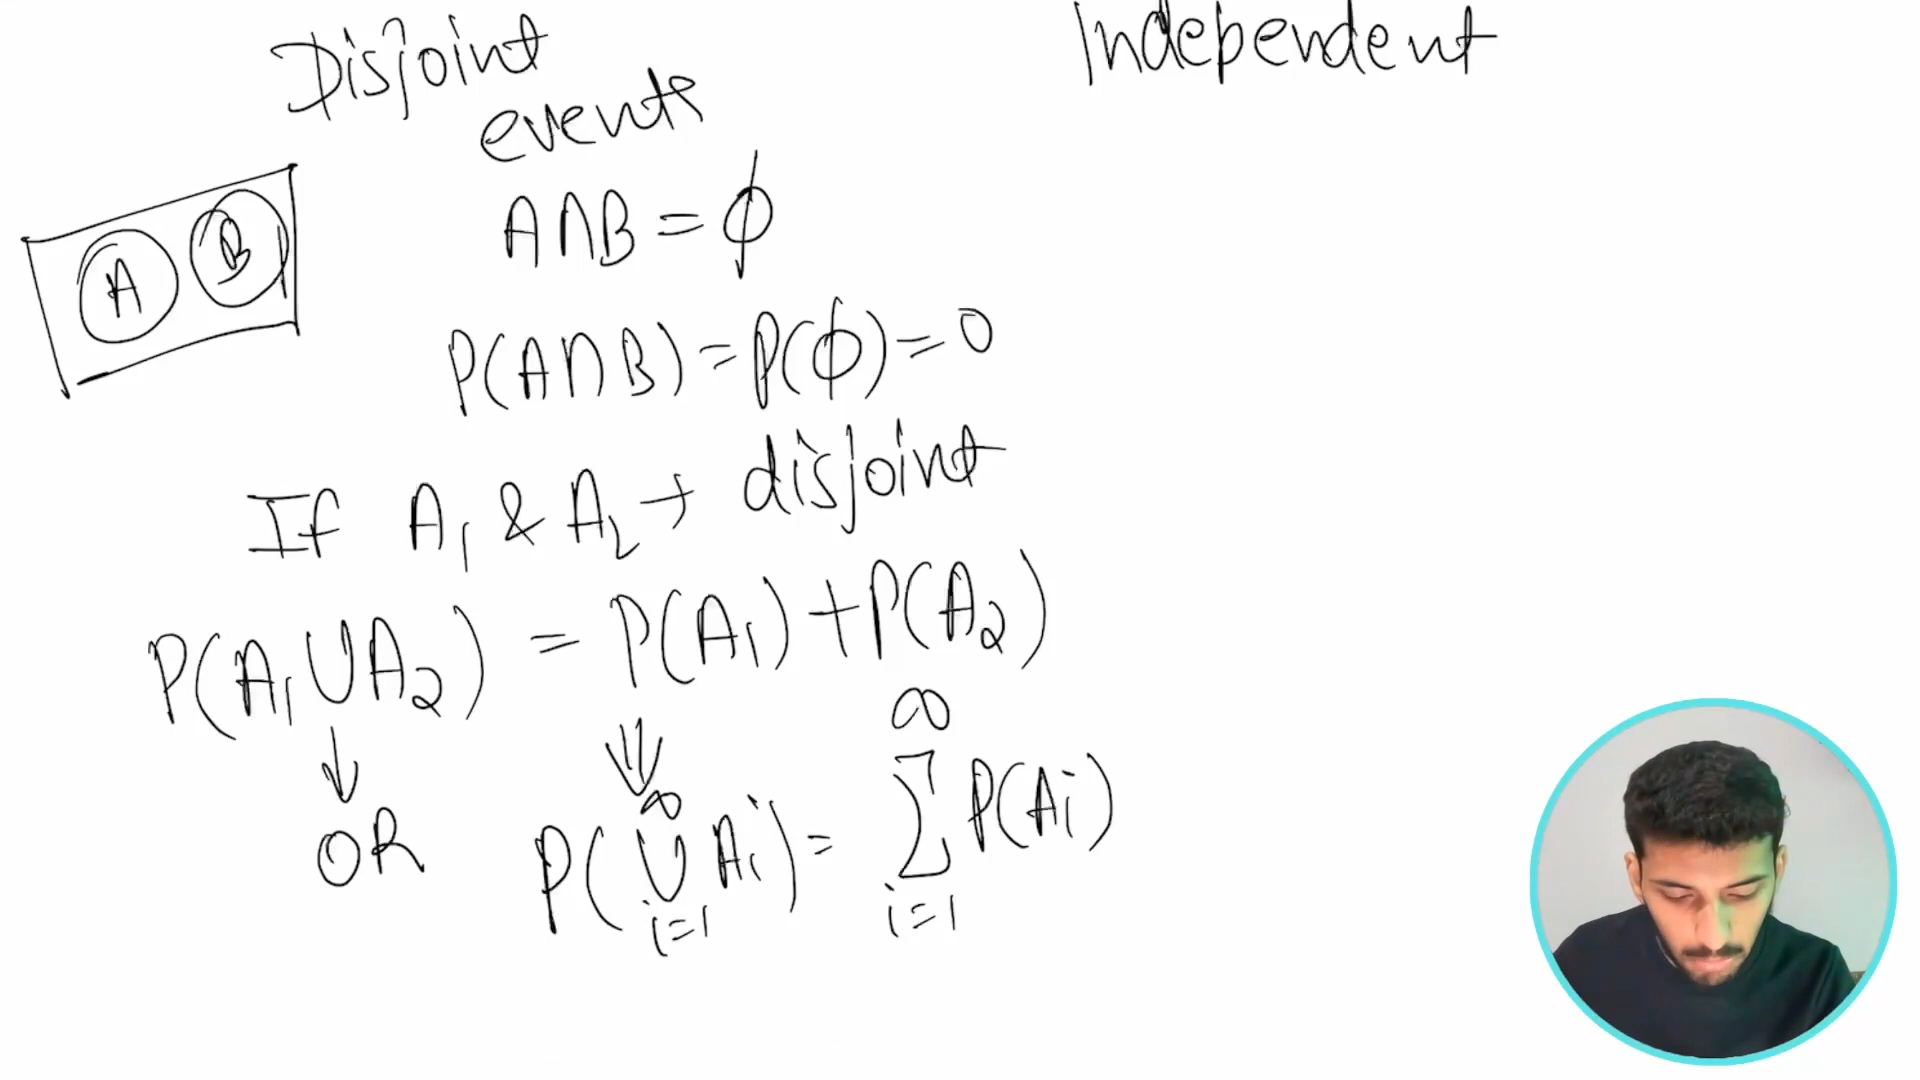 Disjoint events
Independent
A∩B = ϕ
A B
P(A∩B) = P(ϕ) = 0
If A₁ & A₂ → disjoint
P(A₁∪A₂) = P(A₁) + P(A₂)
↓ OR
P(⋃_{i=1}^{∞} Ai) = ∑_{i=1}^{∞} P(Ai)